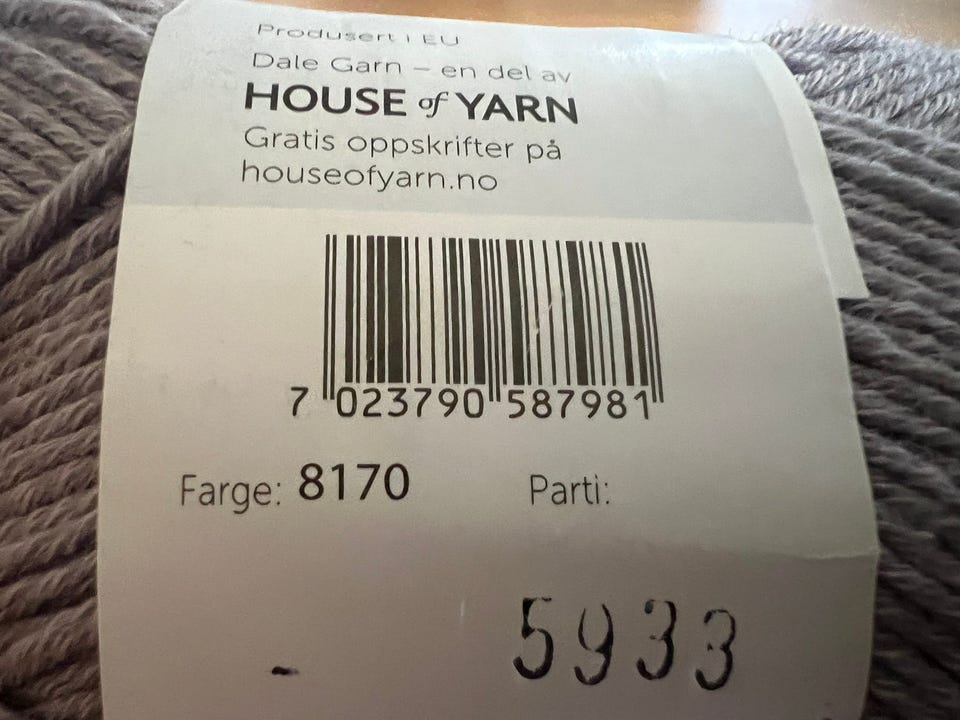 Produsert i EU
Dale Garn – en del av
HOUSE of YARN
Gratis oppskrifter på
houseofyarn.no
7 023790 587981
Farge: 8170 Parti:
5933